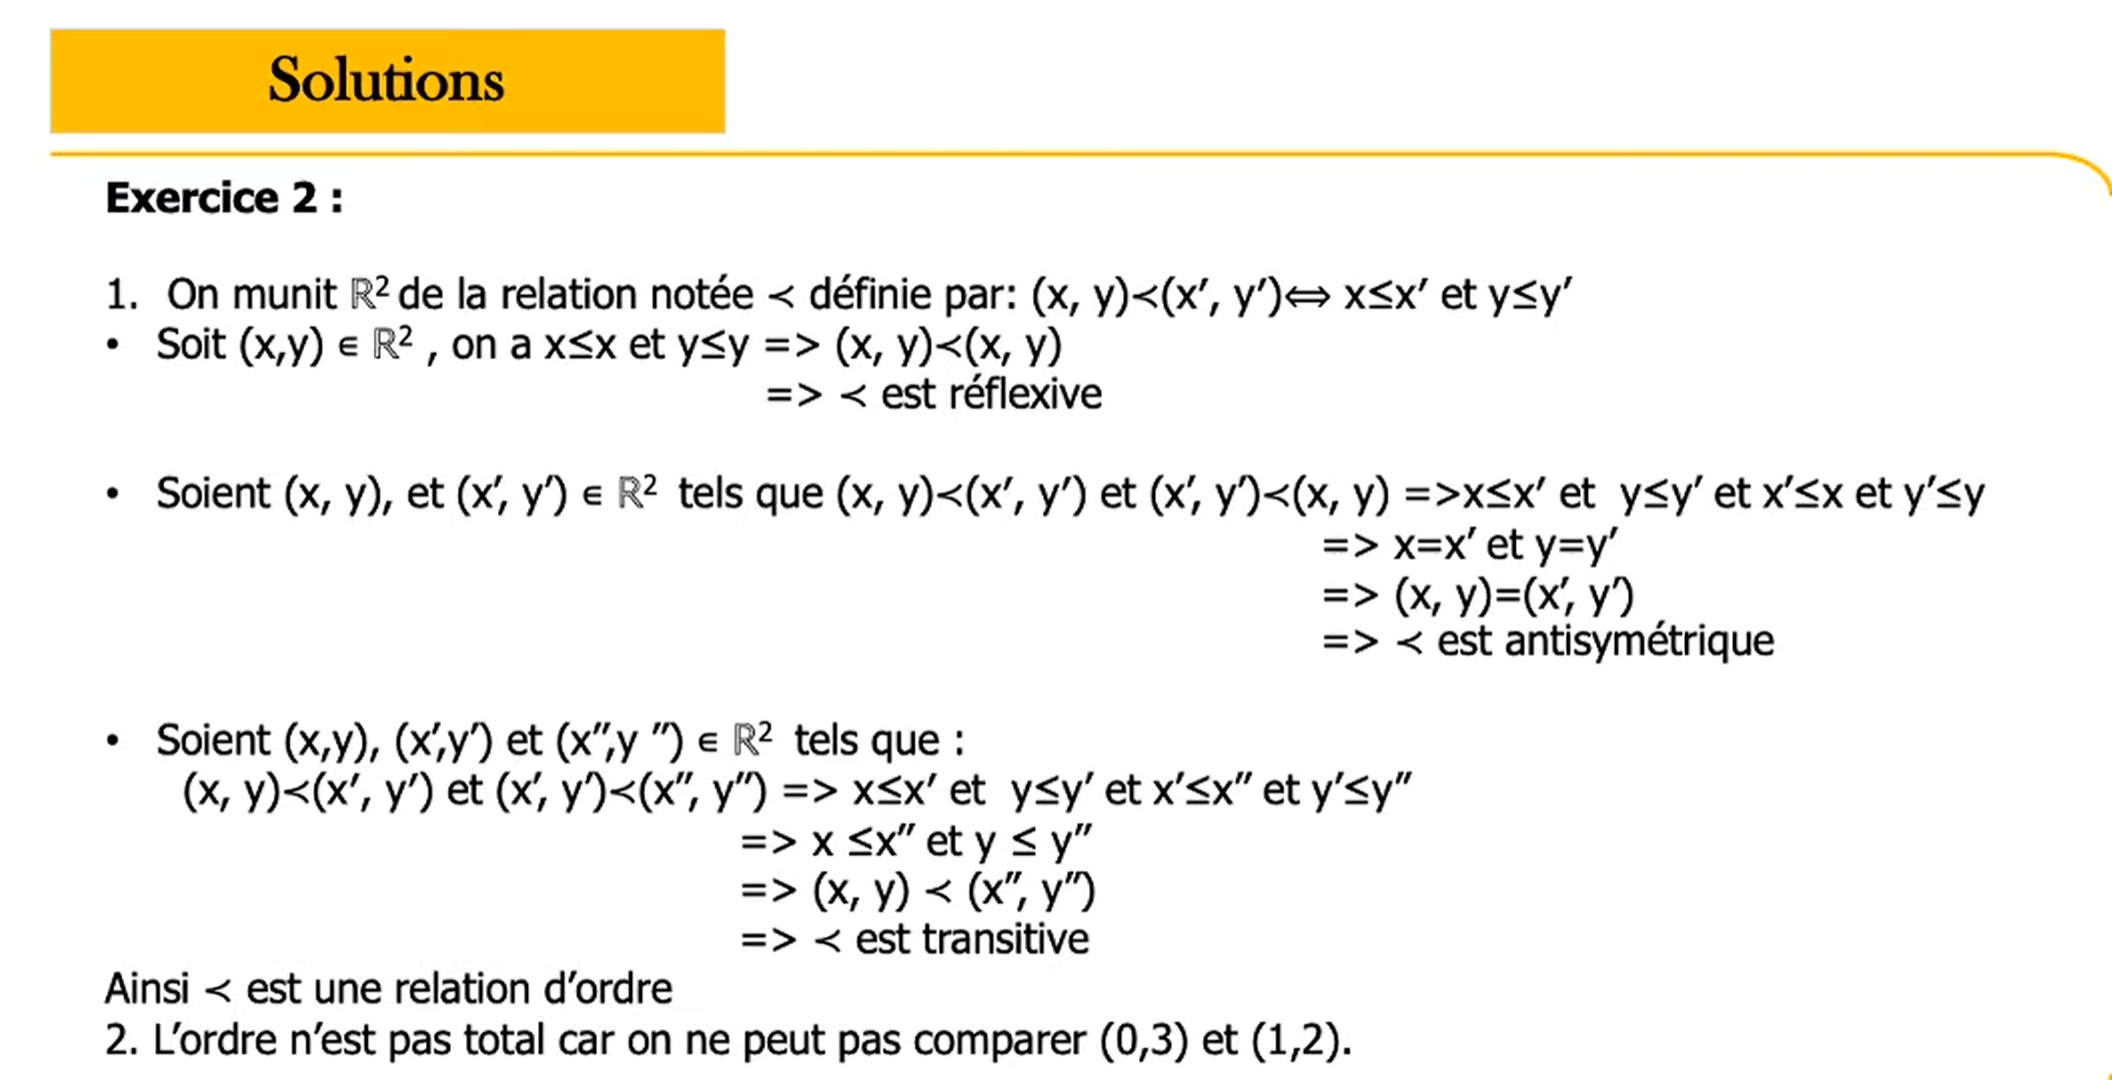 Solutions
Exercice 2 :
1. On munit ℝ² de la relation notée ≺ définie par: (x, y)≺(x′, y′)⟺ x≤x′ et y≤y′
• Soit (x,y) ∊ ℝ² , on a x≤x et y≤y => (x, y)≺(x, y)
=> ≺ est réflexive
• Soient (x, y), et (x′, y′) ∊ ℝ² tels que (x, y)≺(x′, y′) et (x′, y′)≺(x, y) =>x≤x′ et y≤y′ et x′≤x et y′≤y
=> x=x′ et y=y′
=> (x, y)=(x′, y′)
=> ≺ est antisymétrique
• Soient (x,y), (x′,y′) et (x″,y ″) ∊ ℝ² tels que :
(x, y)≺(x′, y′) et (x′, y′)≺(x″, y″) => x≤x′ et y≤y′ et x′≤x″ et y′≤y″
=> x ≤x″ et y ≤ y″
=> (x, y) ≺ (x″, y″)
=> ≺ est transitive
Ainsi ≺ est une relation d’ordre
2. L’ordre n’est pas total car on ne peut pas comparer (0,3) et (1,2).